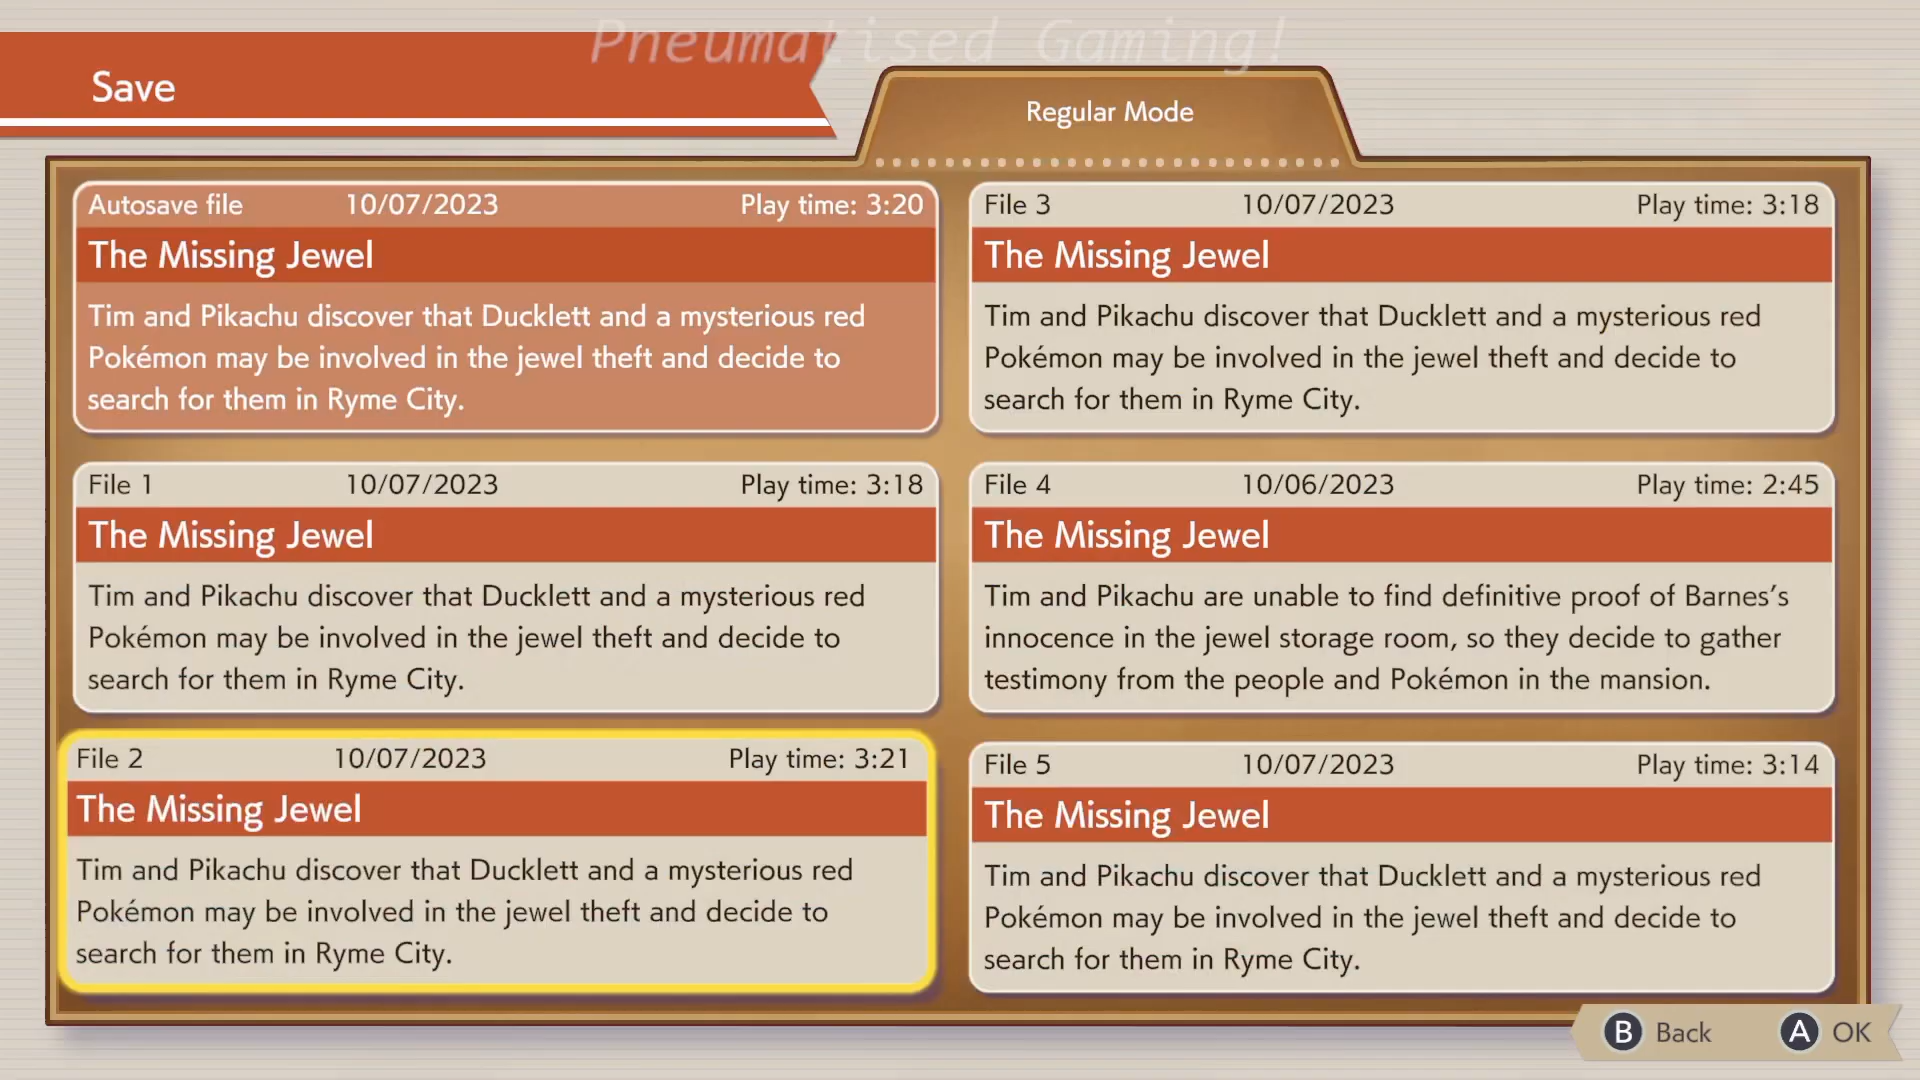 Pneumatised Gaming!
Save
Regular Mode
Autosave file 10/07/2023 Play time: 3:20
The Missing Jewel
Tim and Pikachu discover that Ducklett and a mysterious red
Pokémon may be involved in the jewel theft and decide to
search for them in Ryme City.
File 1 10/07/2023 Play time: 3:18
The Missing Jewel
Tim and Pikachu discover that Ducklett and a mysterious red
Pokémon may be involved in the jewel theft and decide to
search for them in Ryme City.
File 2 10/07/2023 Play time: 3:21
The Missing Jewel
Tim and Pikachu discover that Ducklett and a mysterious red
Pokémon may be involved in the jewel theft and decide to
search for them in Ryme City.
File 3 10/07/2023 Play time: 3:18
The Missing Jewel
Tim and Pikachu discover that Ducklett and a mysterious red
Pokémon may be involved in the jewel theft and decide to
search for them in Ryme City.
File 4 10/06/2023 Play time: 2:45
The Missing Jewel
Tim and Pikachu are unable to find definitive proof of Barnes's
innocence in the jewel storage room, so they decide to gather
testimony from the people and Pokémon in the mansion.
File 5 10/07/2023 Play time: 3:14
The Missing Jewel
Tim and Pikachu discover that Ducklett and a mysterious red
Pokémon may be involved in the jewel theft and decide to
search for them in Ryme City.
B Back A OK